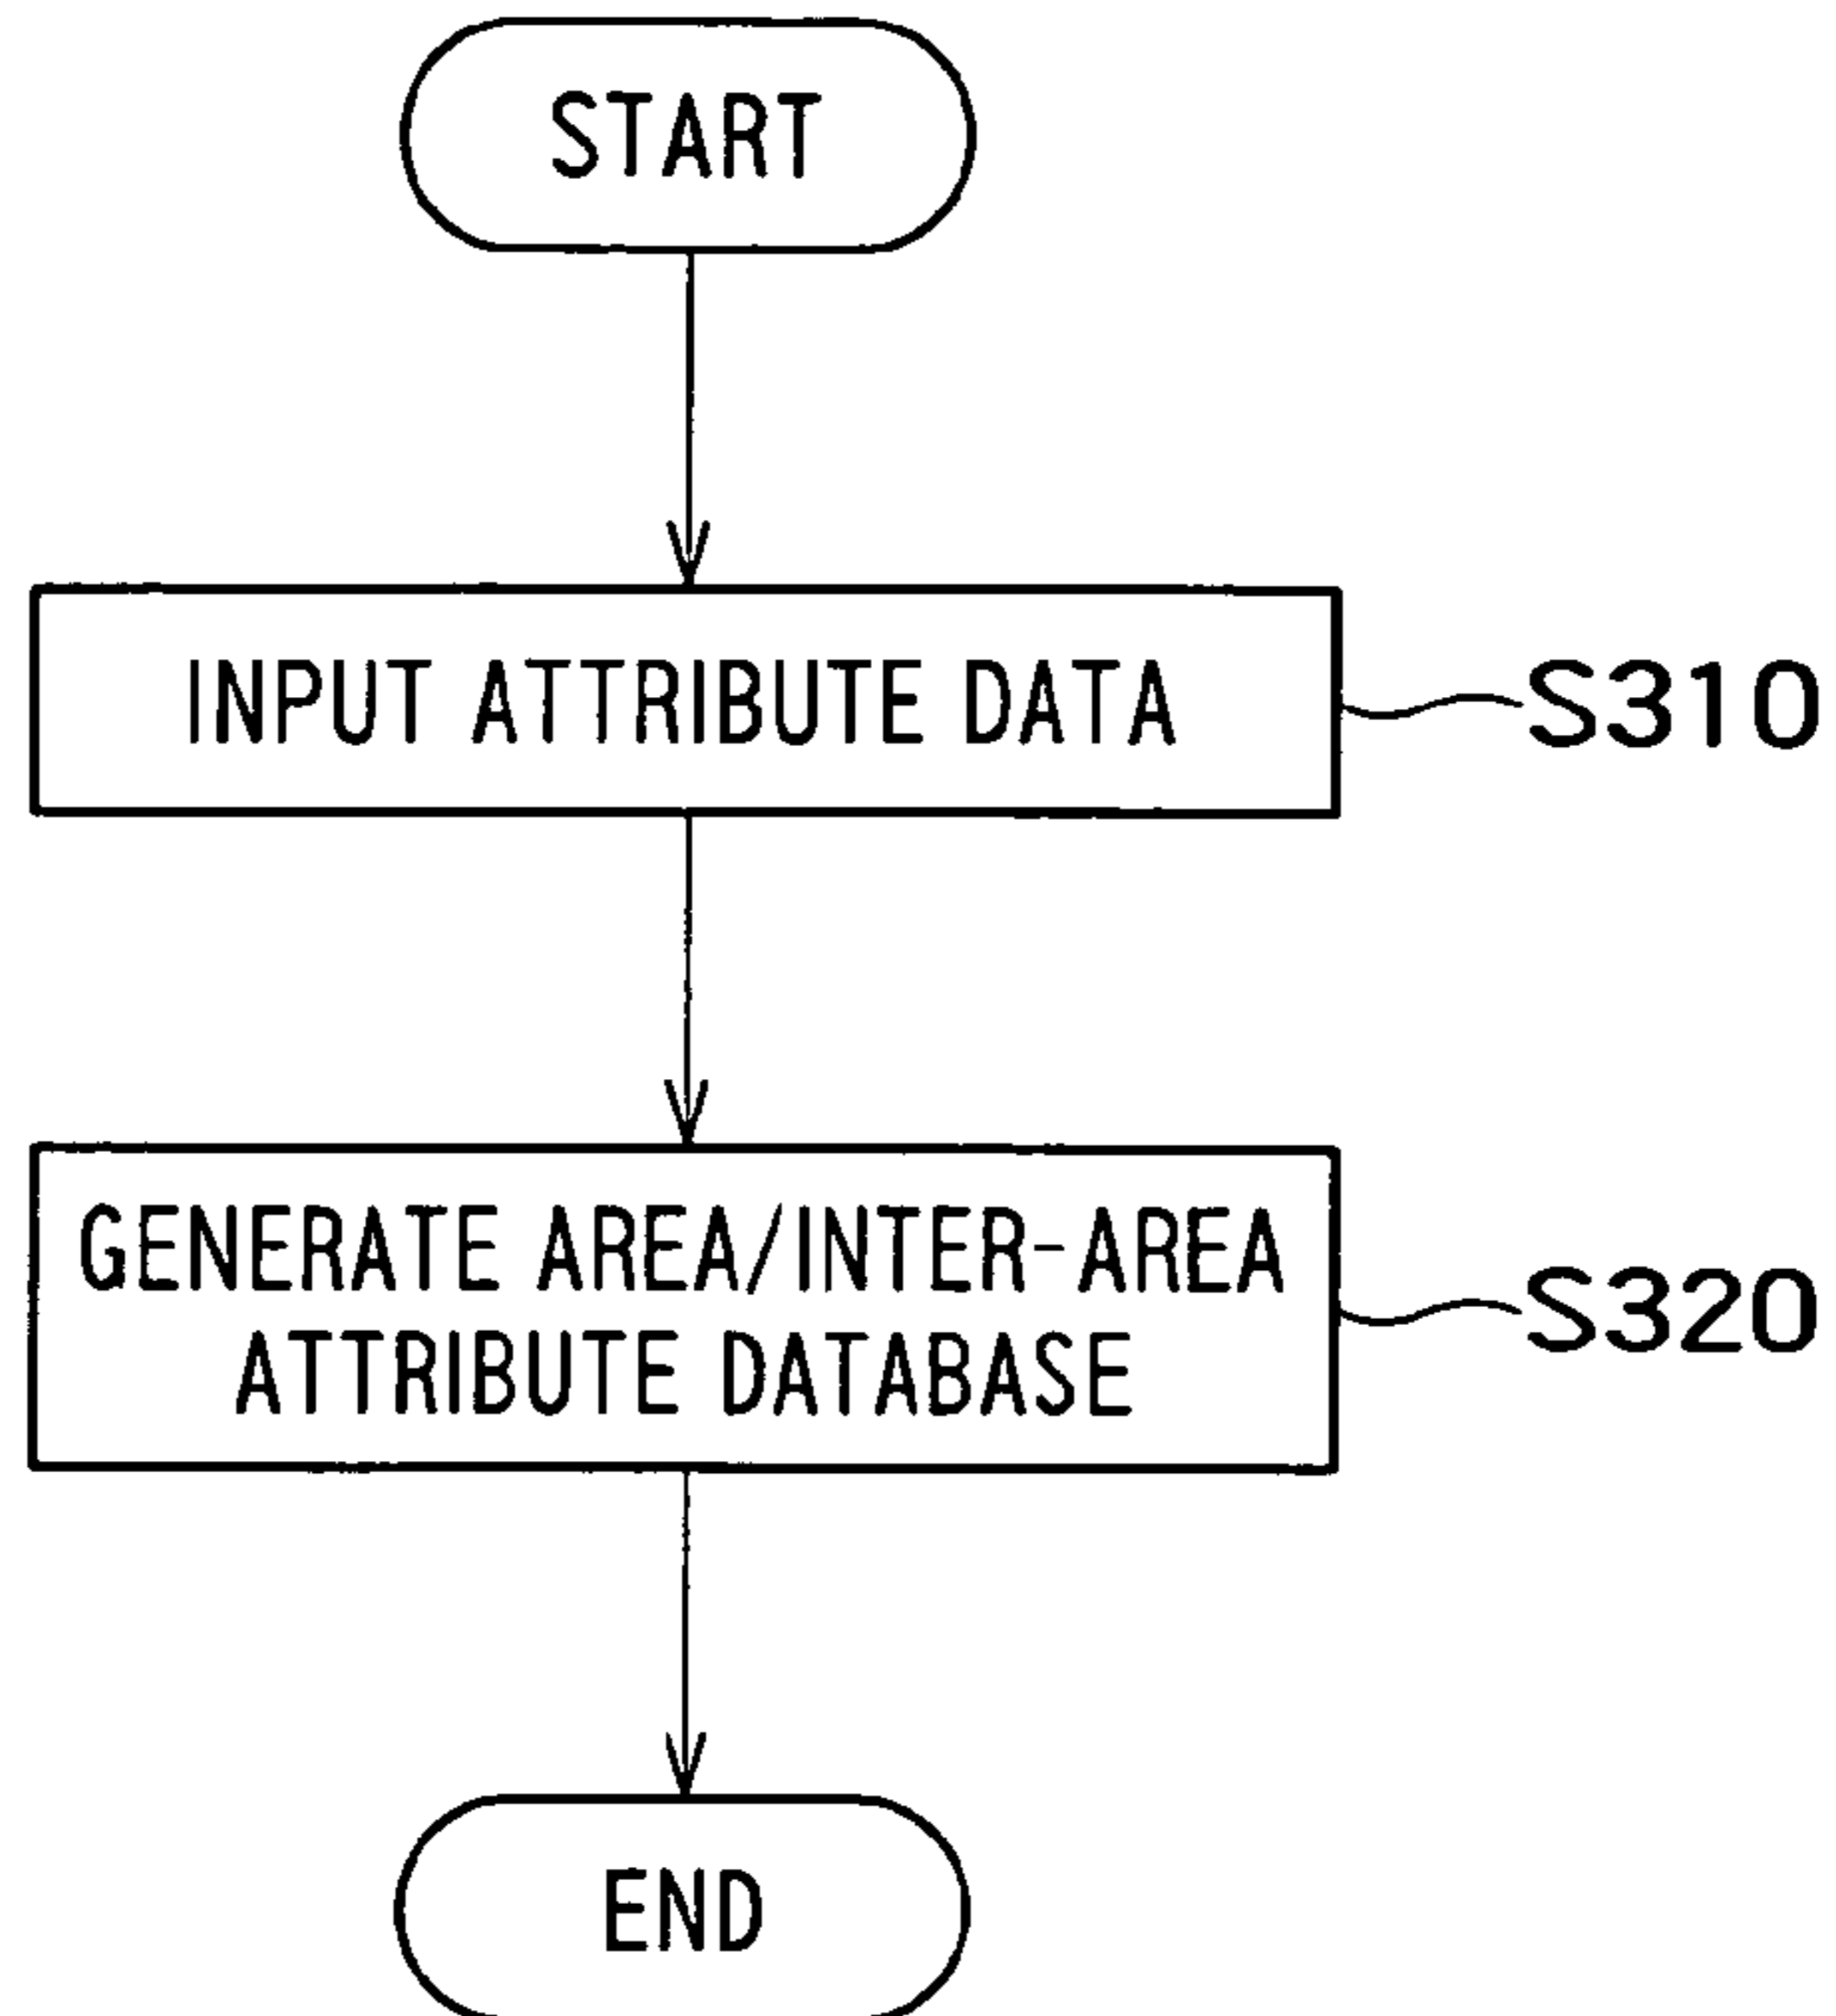 START
INPUT ATTRIBUTE DATA
S310
GENERATE AREA/INTER-AREA
ATTRIBUTE DATABASE
S320
END